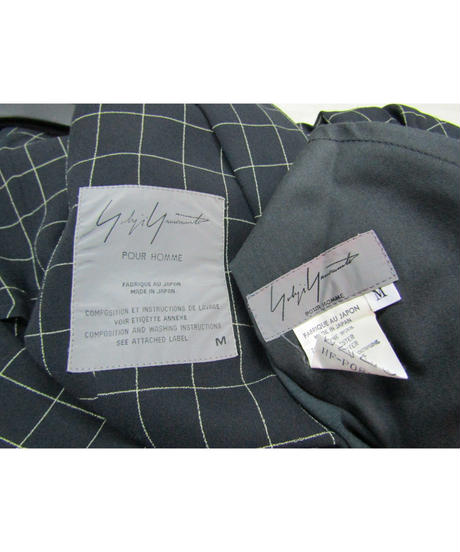 Yohji Yamamoto
POUR HOMME
FABRIQUE AU JAPON
MADE IN JAPAN
COMPOSITION ET INSTRUCTIONS DE LAVAGE
VOIR ETIQUETTE ANNEXE
COMPOSITION AND WASHING INSTRUCTIONS
SEE ATTACHED LABEL
M
Yohji Yamamoto
POUR HOMME
M
FABRIQUE AU JAPON
MADE IN JAPAN